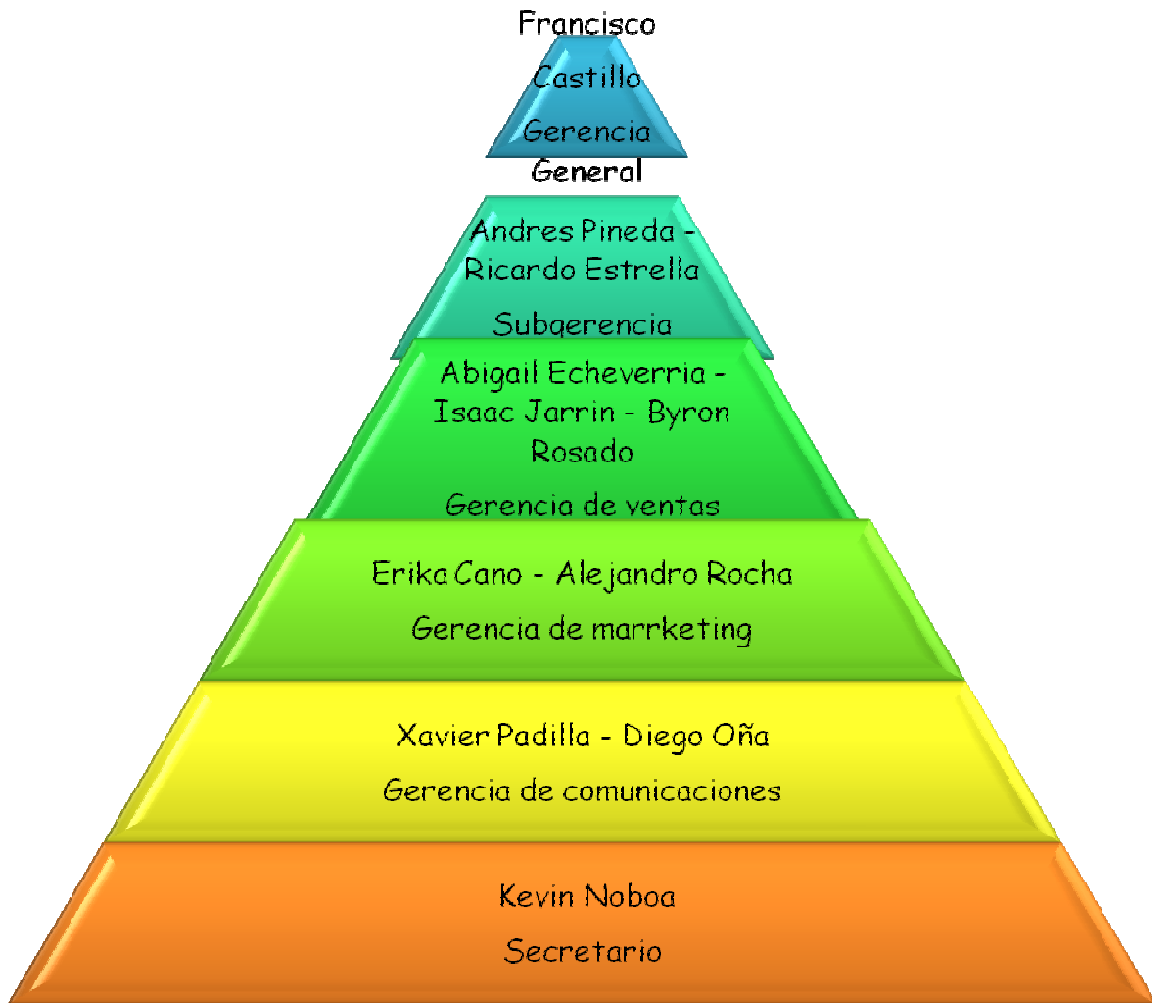 Francisco
Castillo
Gerencia
General
Andres Pineda -
Ricardo Estrella
Subgerencia
Abigail Echeverria -
Isaac Jarrin - Byron
Rosado
Gerencia de ventas
Erika Cano - Alejandro Rocha
Gerencia de marrketing
Xavier Padilla - Diego Oña
Gerencia de comunicaciones
Kevin Noboa
Secretario